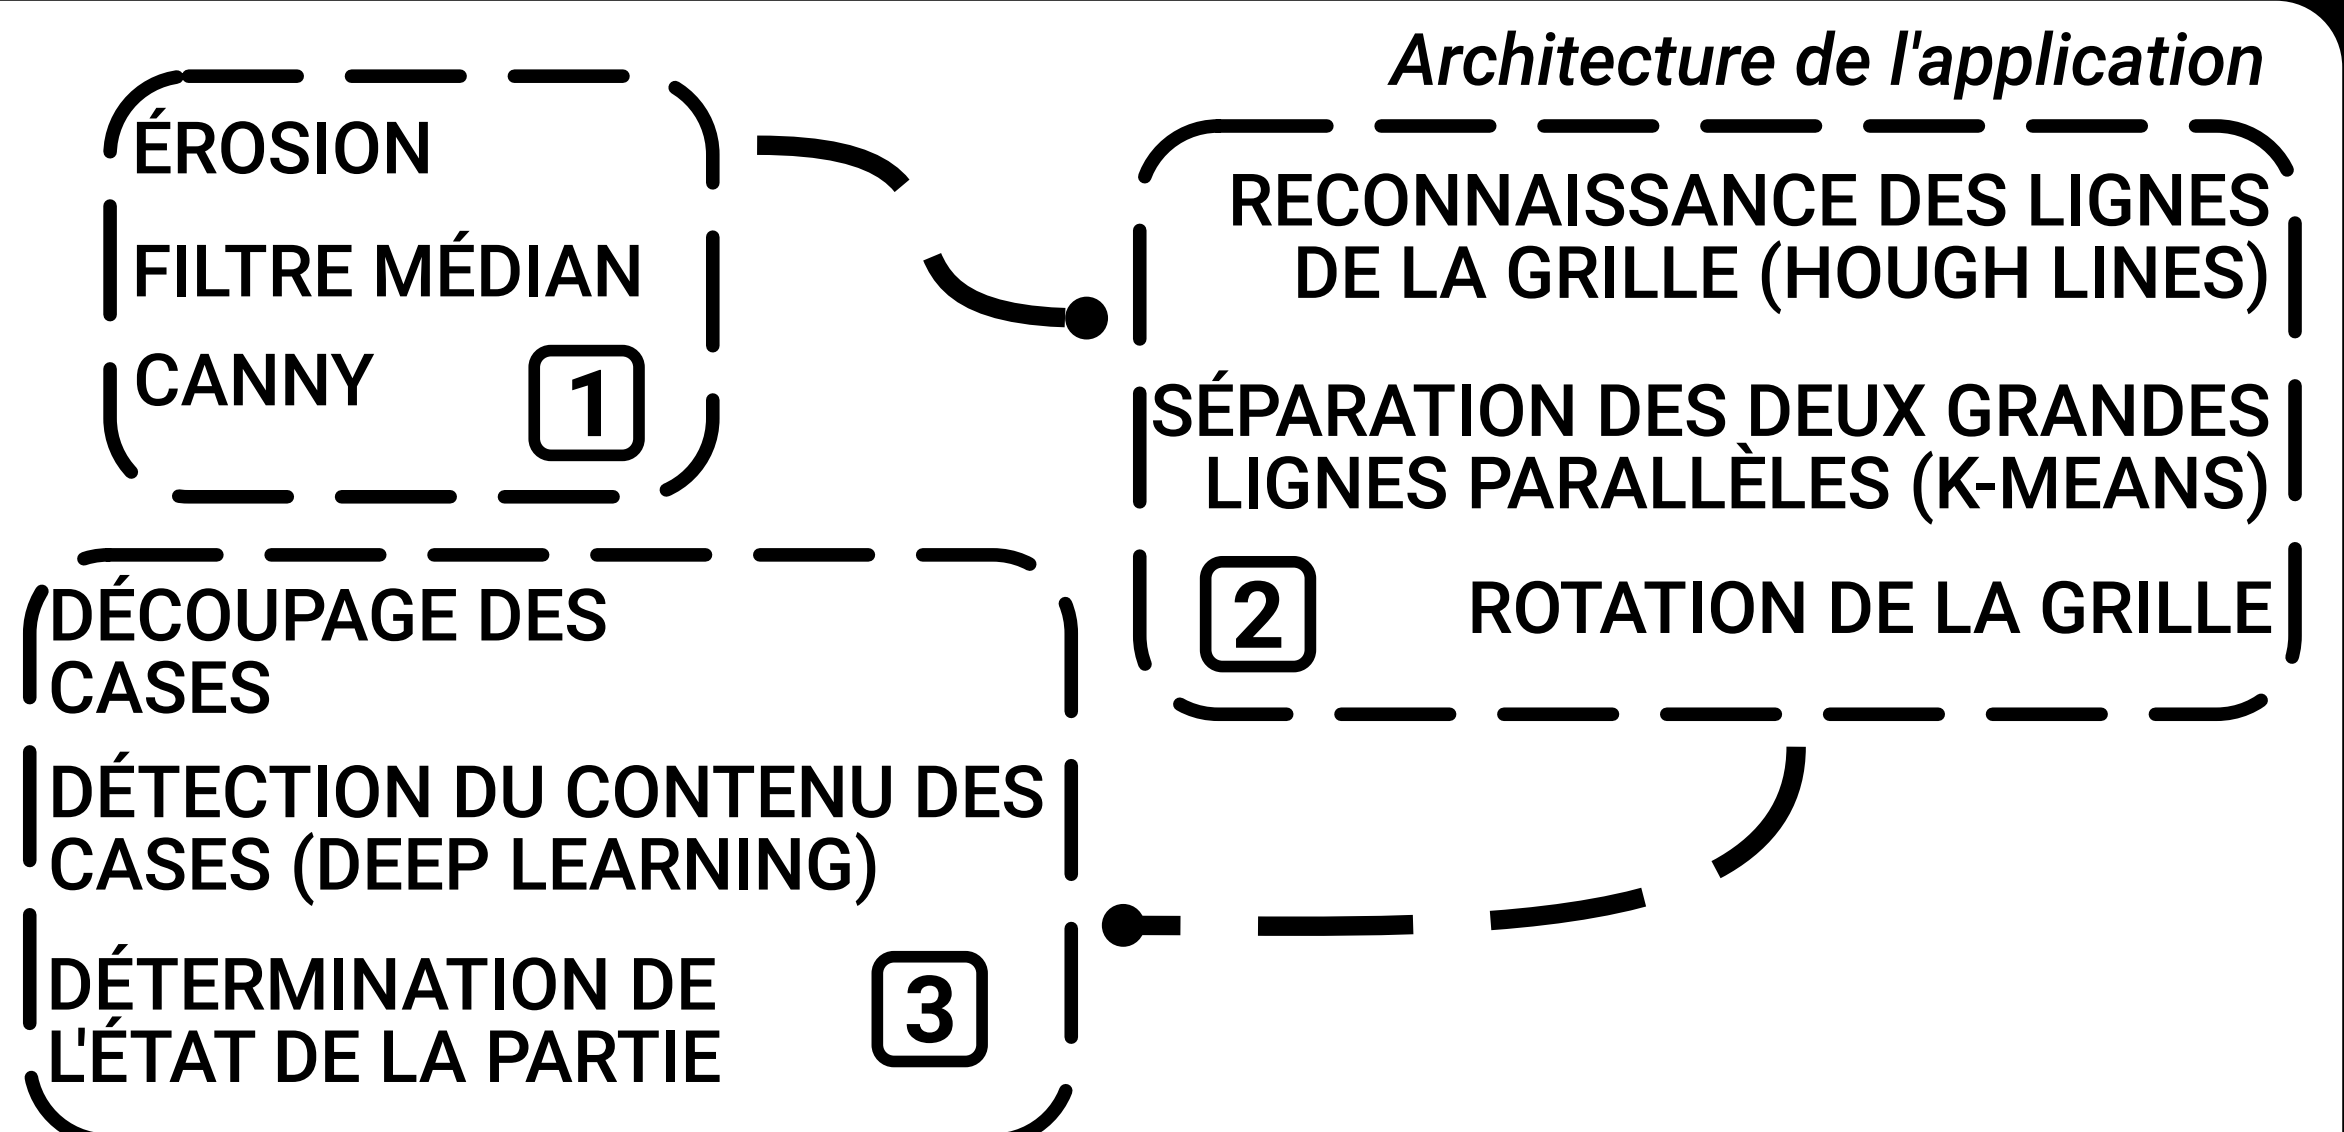 Architecture de l'application
ÉROSION
FILTRE MÉDIAN
CANNY
1
RECONNAISSANCE DES LIGNES
DE LA GRILLE (HOUGH LINES)
SÉPARATION DES DEUX GRANDES
LIGNES PARALLÈLES (K-MEANS)
2
ROTATION DE LA GRILLE
DÉCOUPAGE DES
CASES
DÉTECTION DU CONTENU DES
CASES (DEEP LEARNING)
DÉTERMINATION DE
L'ÉTAT DE LA PARTIE
3